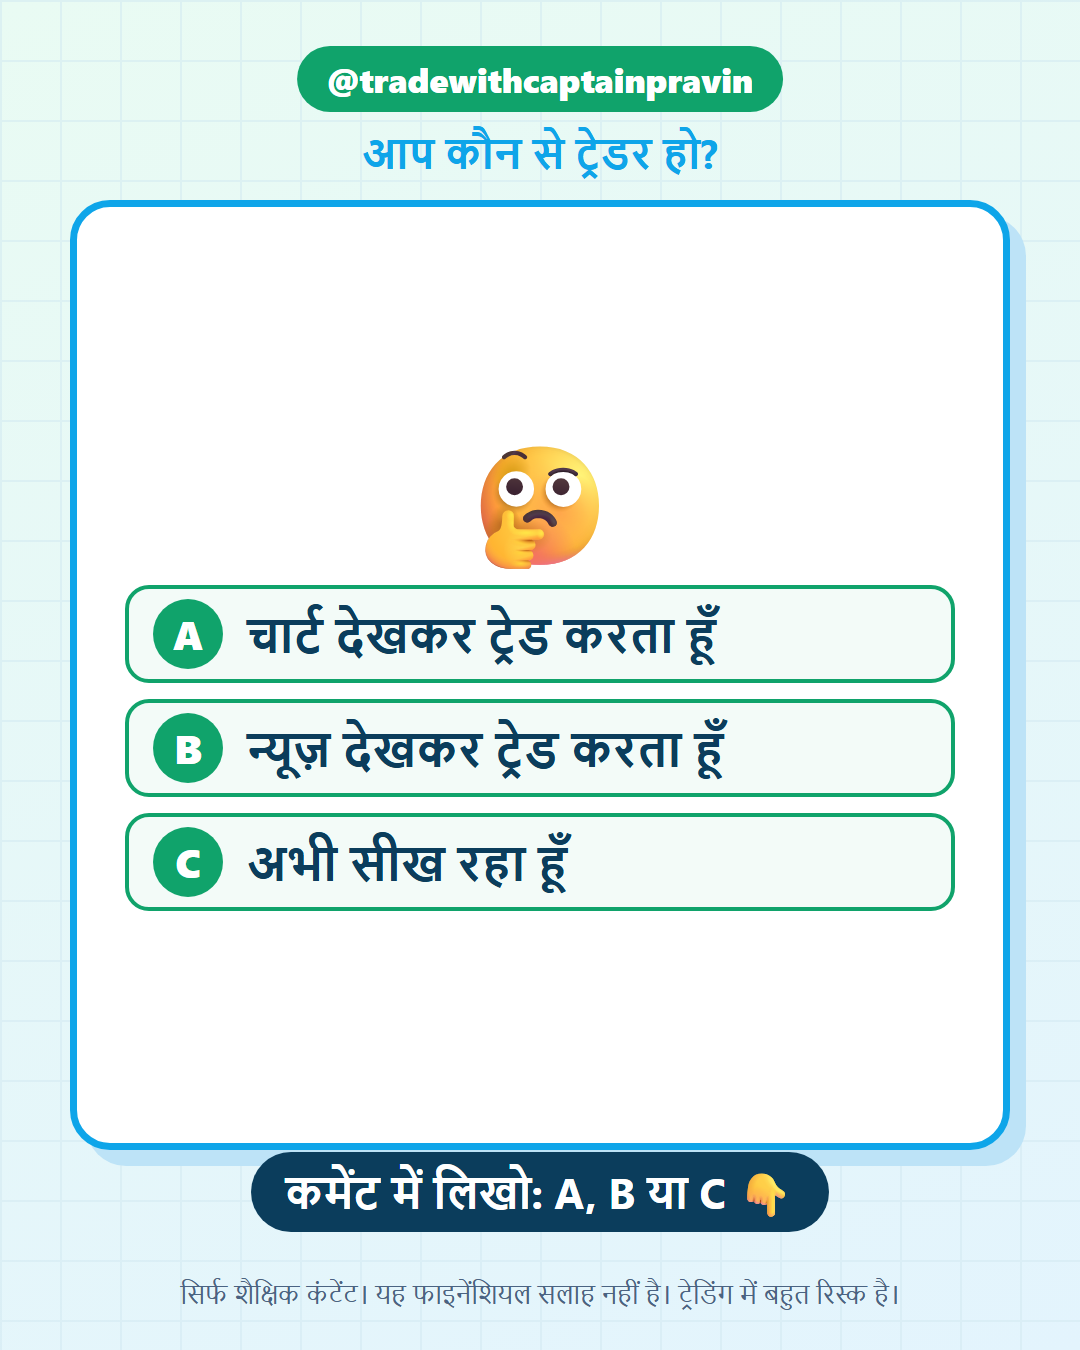 @tradewithcaptainpravin
आप कौन से ट्रेडर हो?
A चार्ट देखकर ट्रेड करता हूँ
B न्यूज़ देखकर ट्रेड करता हूँ
C अभी सीख रहा हूँ
कमेंट में लिखो: A, B या C 👇
सिर्फ शैक्षिक कंटेंट। यह फाइनेंशियल सलाह नहीं है। ट्रेडिंग में बहुत रिस्क है।